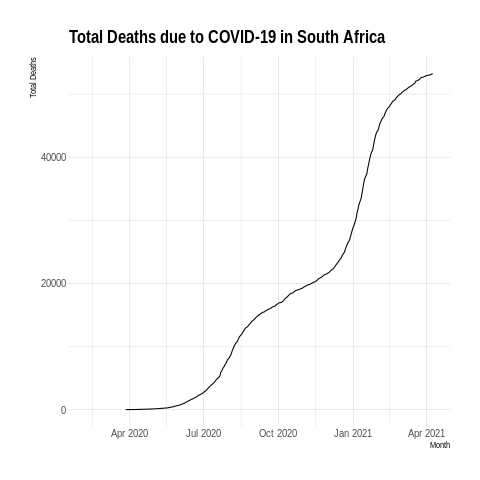 Total Deaths due to COVID-19 in South Africa
Total Deaths
40000
20000
0
Apr 2020 Jul 2020 Oct 2020 Jan 2021 Apr 2021
Month